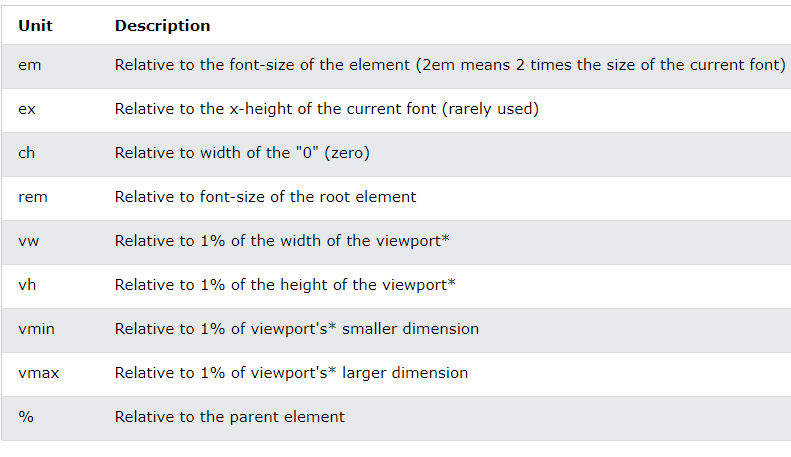 Unit Description
em Relative to the font-size of the element (2em means 2 times the size of the current font)
ex Relative to the x-height of the current font (rarely used)
ch Relative to width of the "0" (zero)
rem Relative to font-size of the root element
vw Relative to 1% of the width of the viewport*
vh Relative to 1% of the height of the viewport*
vmin Relative to 1% of viewport's* smaller dimension
vmax Relative to 1% of viewport's* larger dimension
% Relative to the parent element